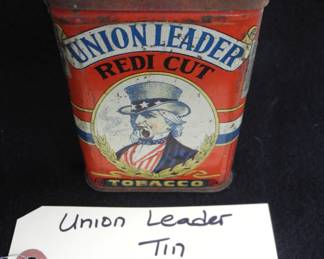 UNION LEADER
REDI CUT
TOBACCO
Union Leader
Tin